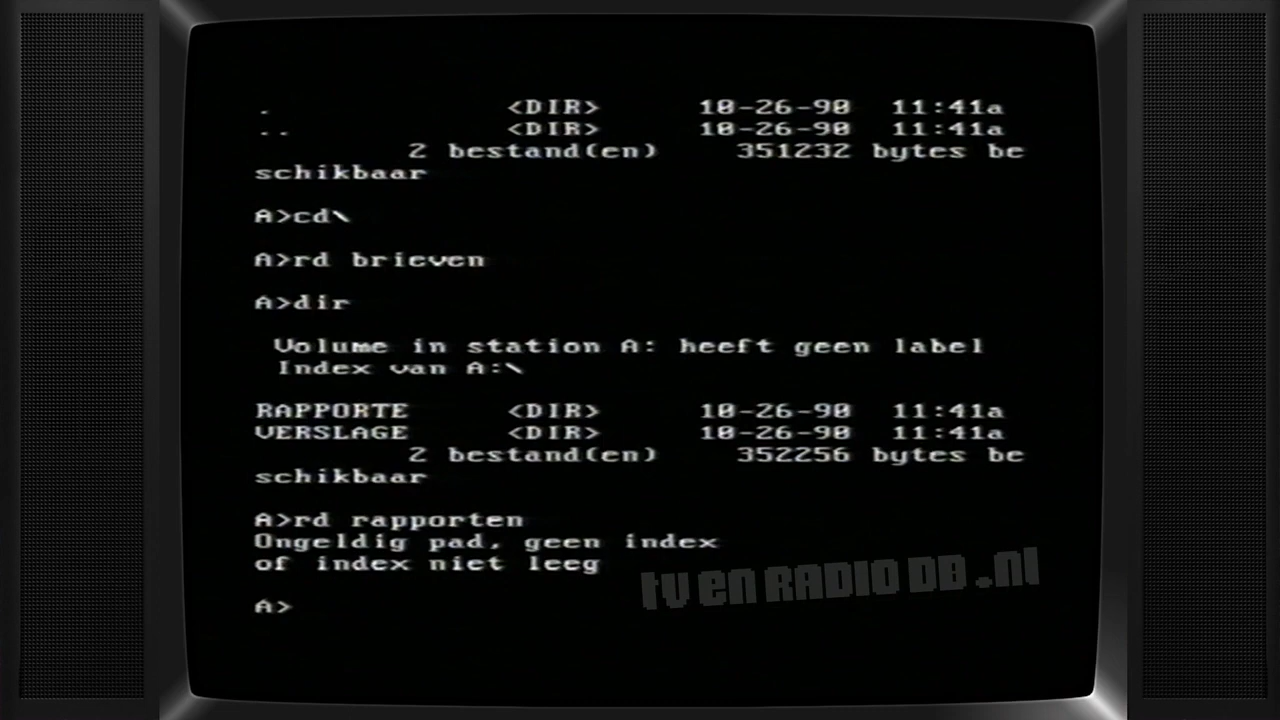 . <DIR> 10-26-90 11:41a
.. <DIR> 10-26-90 11:41a
2 bestand(en) 351232 bytes be
schikbaar
A>cd\
A>rd brieven
A>dir
Volume in station A: heeft geen label
Index van A:\
RAPPORTE <DIR> 10-26-90 11:41a
VERSLAGE <DIR> 10-26-90 11:41a
2 bestand(en) 352256 bytes be
schikbaar
A>rd rapporten
Ongeldig pad, geen index
of index niet leeg
A>
tv en RADIO DB .nl